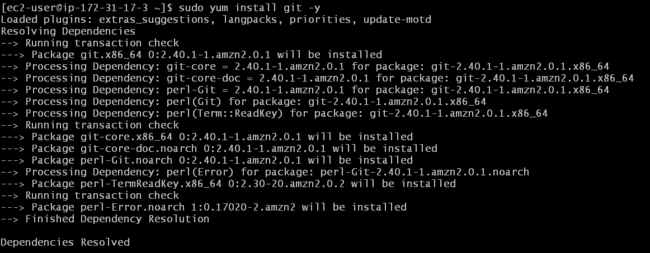 [ec2-user@ip-172-31-17-3 ~]$ sudo yum install git -y
Loaded plugins: extras_suggestions, langpacks, priorities, update-motd
Resolving Dependencies
--> Running transaction check
---> Package git.x86_64 0:2.40.1-1.amzn2.0.1 will be installed
--> Processing Dependency: git-core = 2.40.1-1.amzn2.0.1 for package: git-2.40.1-1.amzn2.0.1.x86_64
--> Processing Dependency: git-core-doc = 2.40.1-1.amzn2.0.1 for package: git-2.40.1-1.amzn2.0.1.x86_64
--> Processing Dependency: perl-Git = 2.40.1-1.amzn2.0.1 for package: git-2.40.1-1.amzn2.0.1.x86_64
--> Processing Dependency: perl(Git) for package: git-2.40.1-1.amzn2.0.1.x86_64
--> Processing Dependency: perl(Term::ReadKey) for package: git-2.40.1-1.amzn2.0.1.x86_64
--> Running transaction check
---> Package git-core.x86_64 0:2.40.1-1.amzn2.0.1 will be installed
---> Package git-core-doc.noarch 0:2.40.1-1.amzn2.0.1 will be installed
---> Package perl-Git.noarch 0:2.40.1-1.amzn2.0.1 will be installed
--> Processing Dependency: perl(Error) for package: perl-Git-2.40.1-1.amzn2.0.1.noarch
---> Package perl-TermReadKey.x86_64 0:2.30-20.amzn2.0.2 will be installed
--> Running transaction check
---> Package perl-Error.noarch 1:0.17020-2.amzn2 will be installed
--> Finished Dependency Resolution
Dependencies Resolved